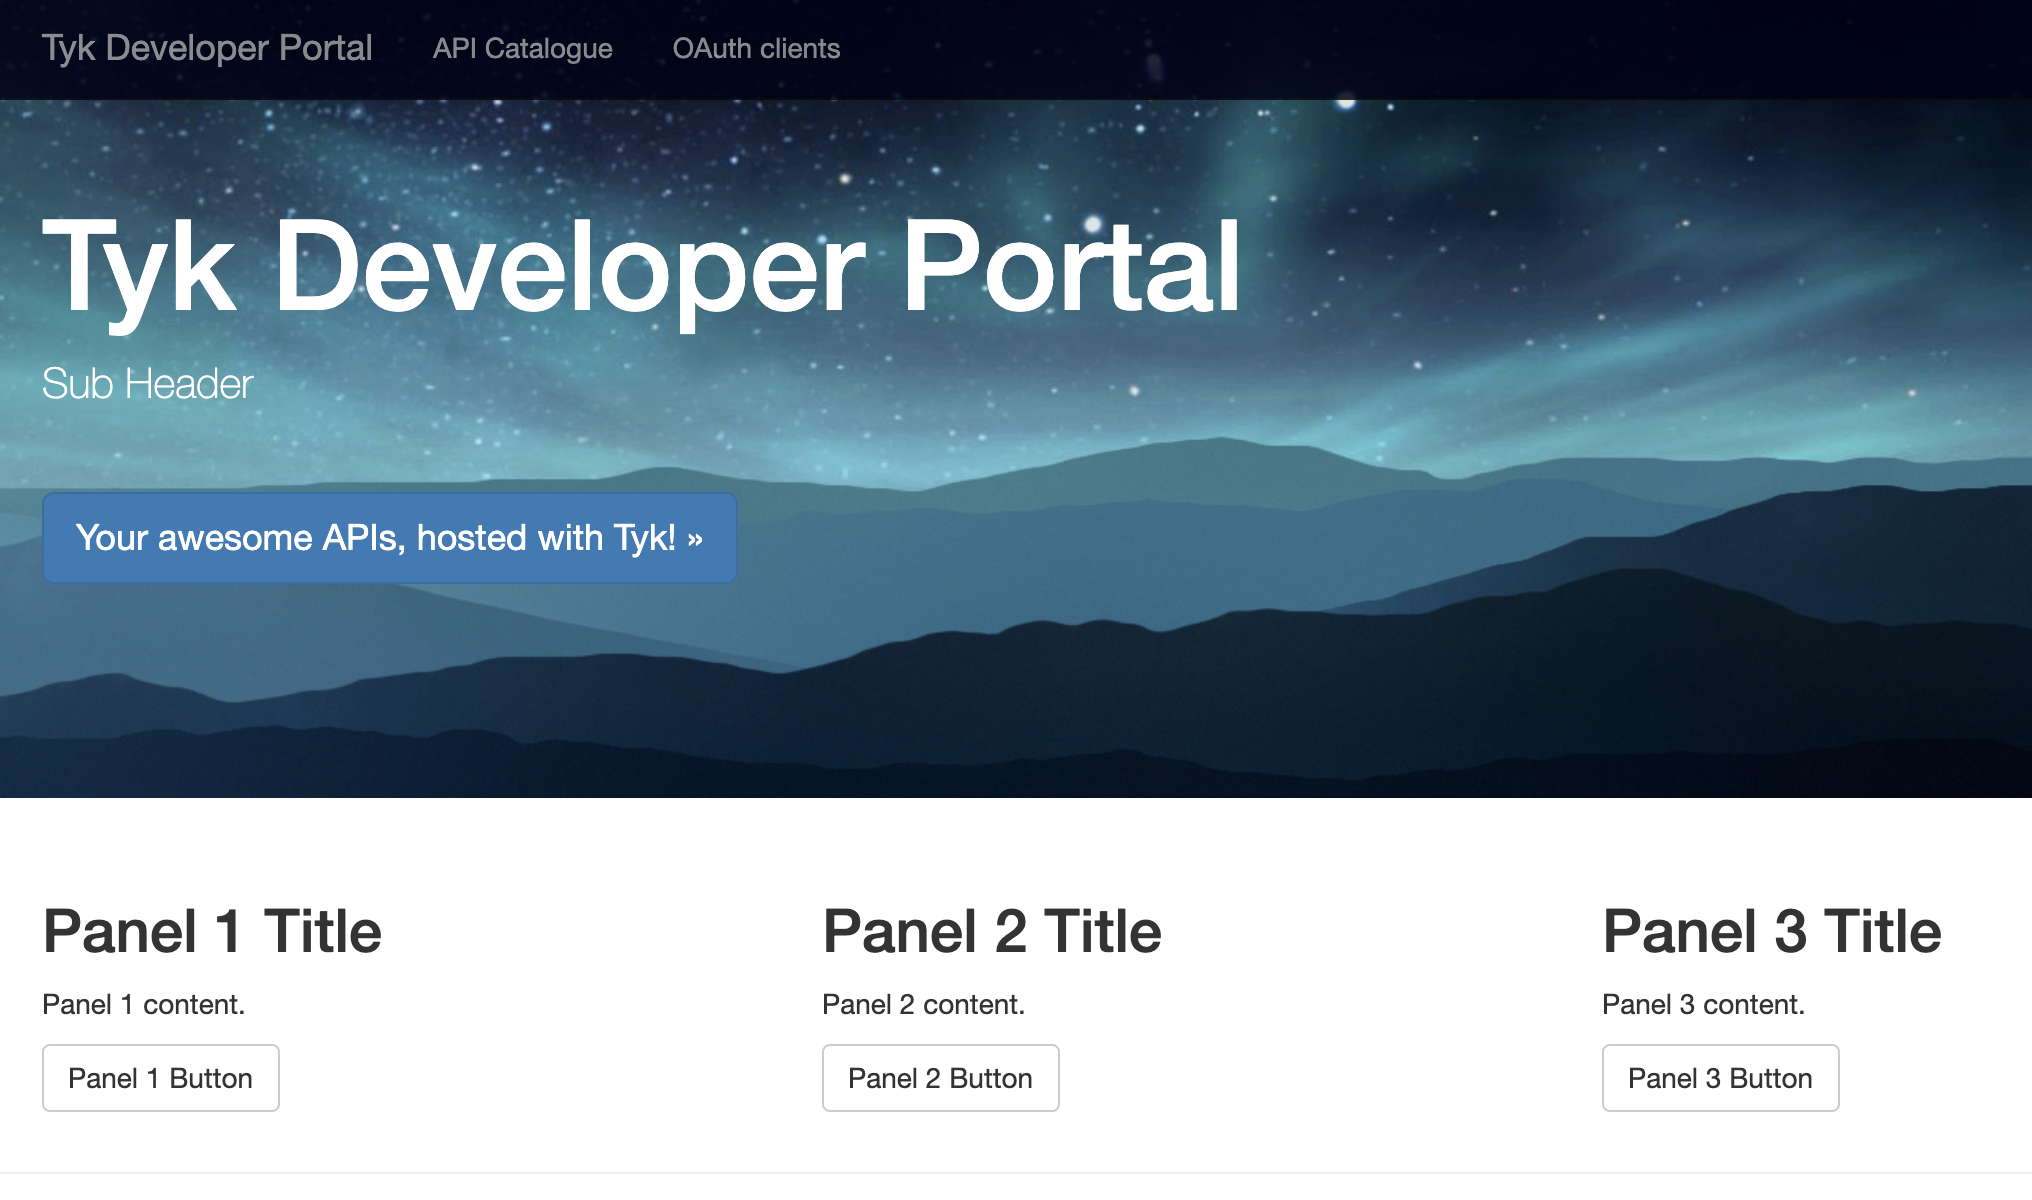 Tyk Developer Portal API Catalogue OAuth clients
Tyk Developer Portal
Sub Header
Your awesome APIs, hosted with Tyk! »
Panel 1 Title Panel 2 Title Panel 3 Title
Panel 1 content. Panel 2 content. Panel 3 content.
Panel 1 Button Panel 2 Button Panel 3 Button